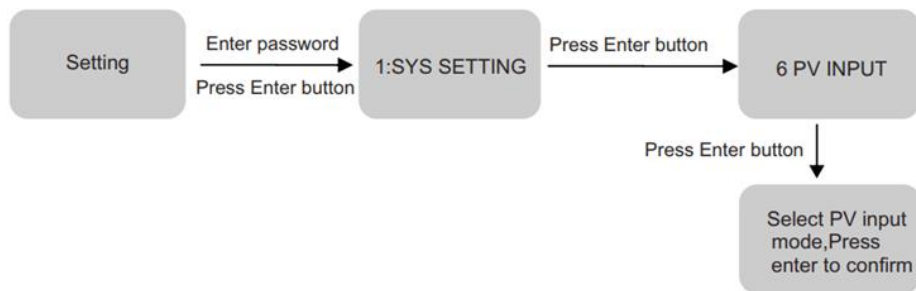 Setting
Enter password
Press Enter button
1:SYS SETTING
Press Enter button
6 PV INPUT
Press Enter button
Select PV input
mode,Press
enter to confirm